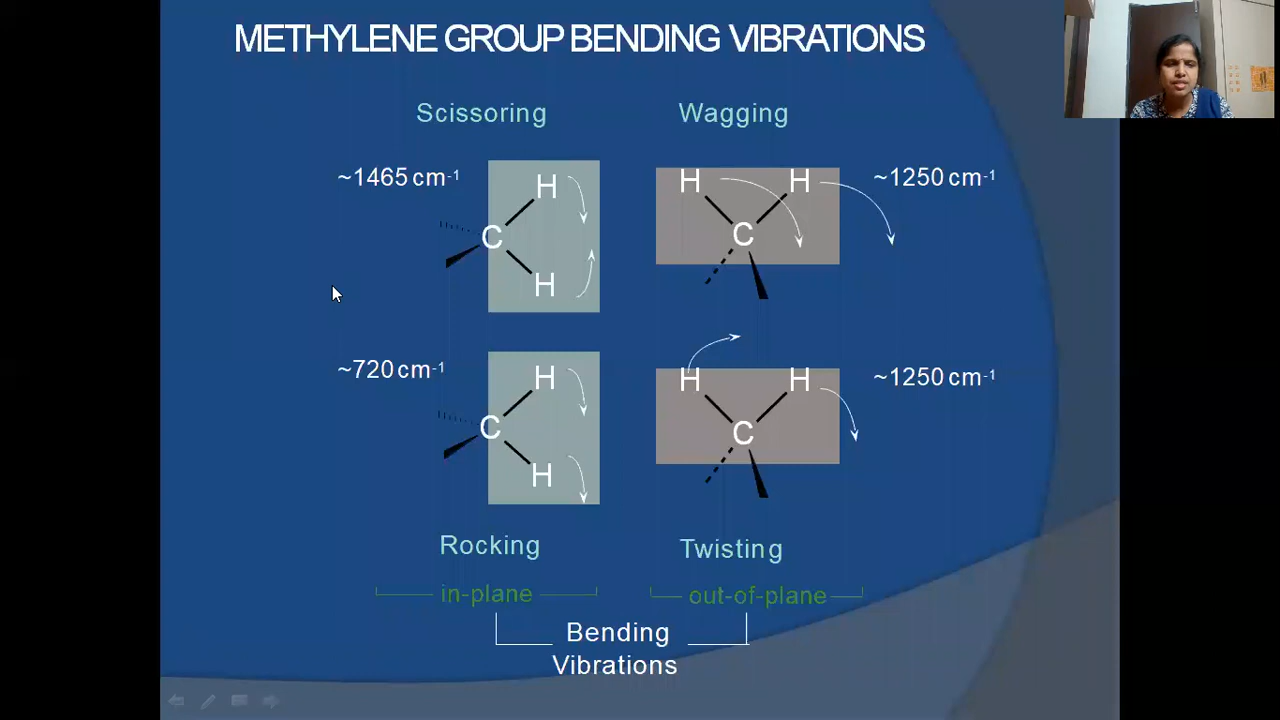 METHYLENE GROUP BENDING VIBRATIONS
Scissoring
Wagging
~1465 cm-1
H
C
H
H
H
C
~1250 cm-1
~720 cm-1
H
C
H
H
H
C
~1250 cm-1
Rocking
Twisting
in-plane
out-of-plane
Bending
Vibrations